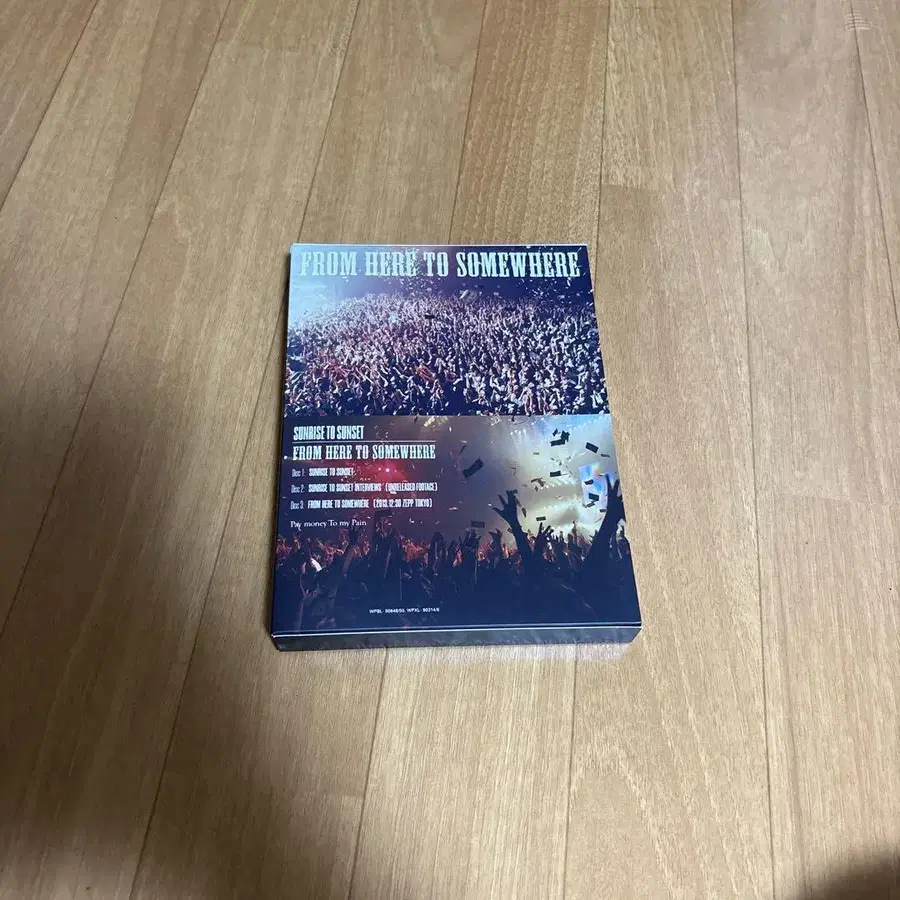 FROM HERE TO SOMEWHERE
SUNRISE TO SUNSET
FROM HERE TO SOMEWHERE
Disc 1: SUNRISE TO SUNSET
Disc 2: SUNRISE TO SUNSET INTERVIEWS (UNRELEASED FOOTAGE)
Disc 3: FROM HERE TO SOMEWHERE (2013.12.30 ZEPP TOKYO)
Pay money To my Pain